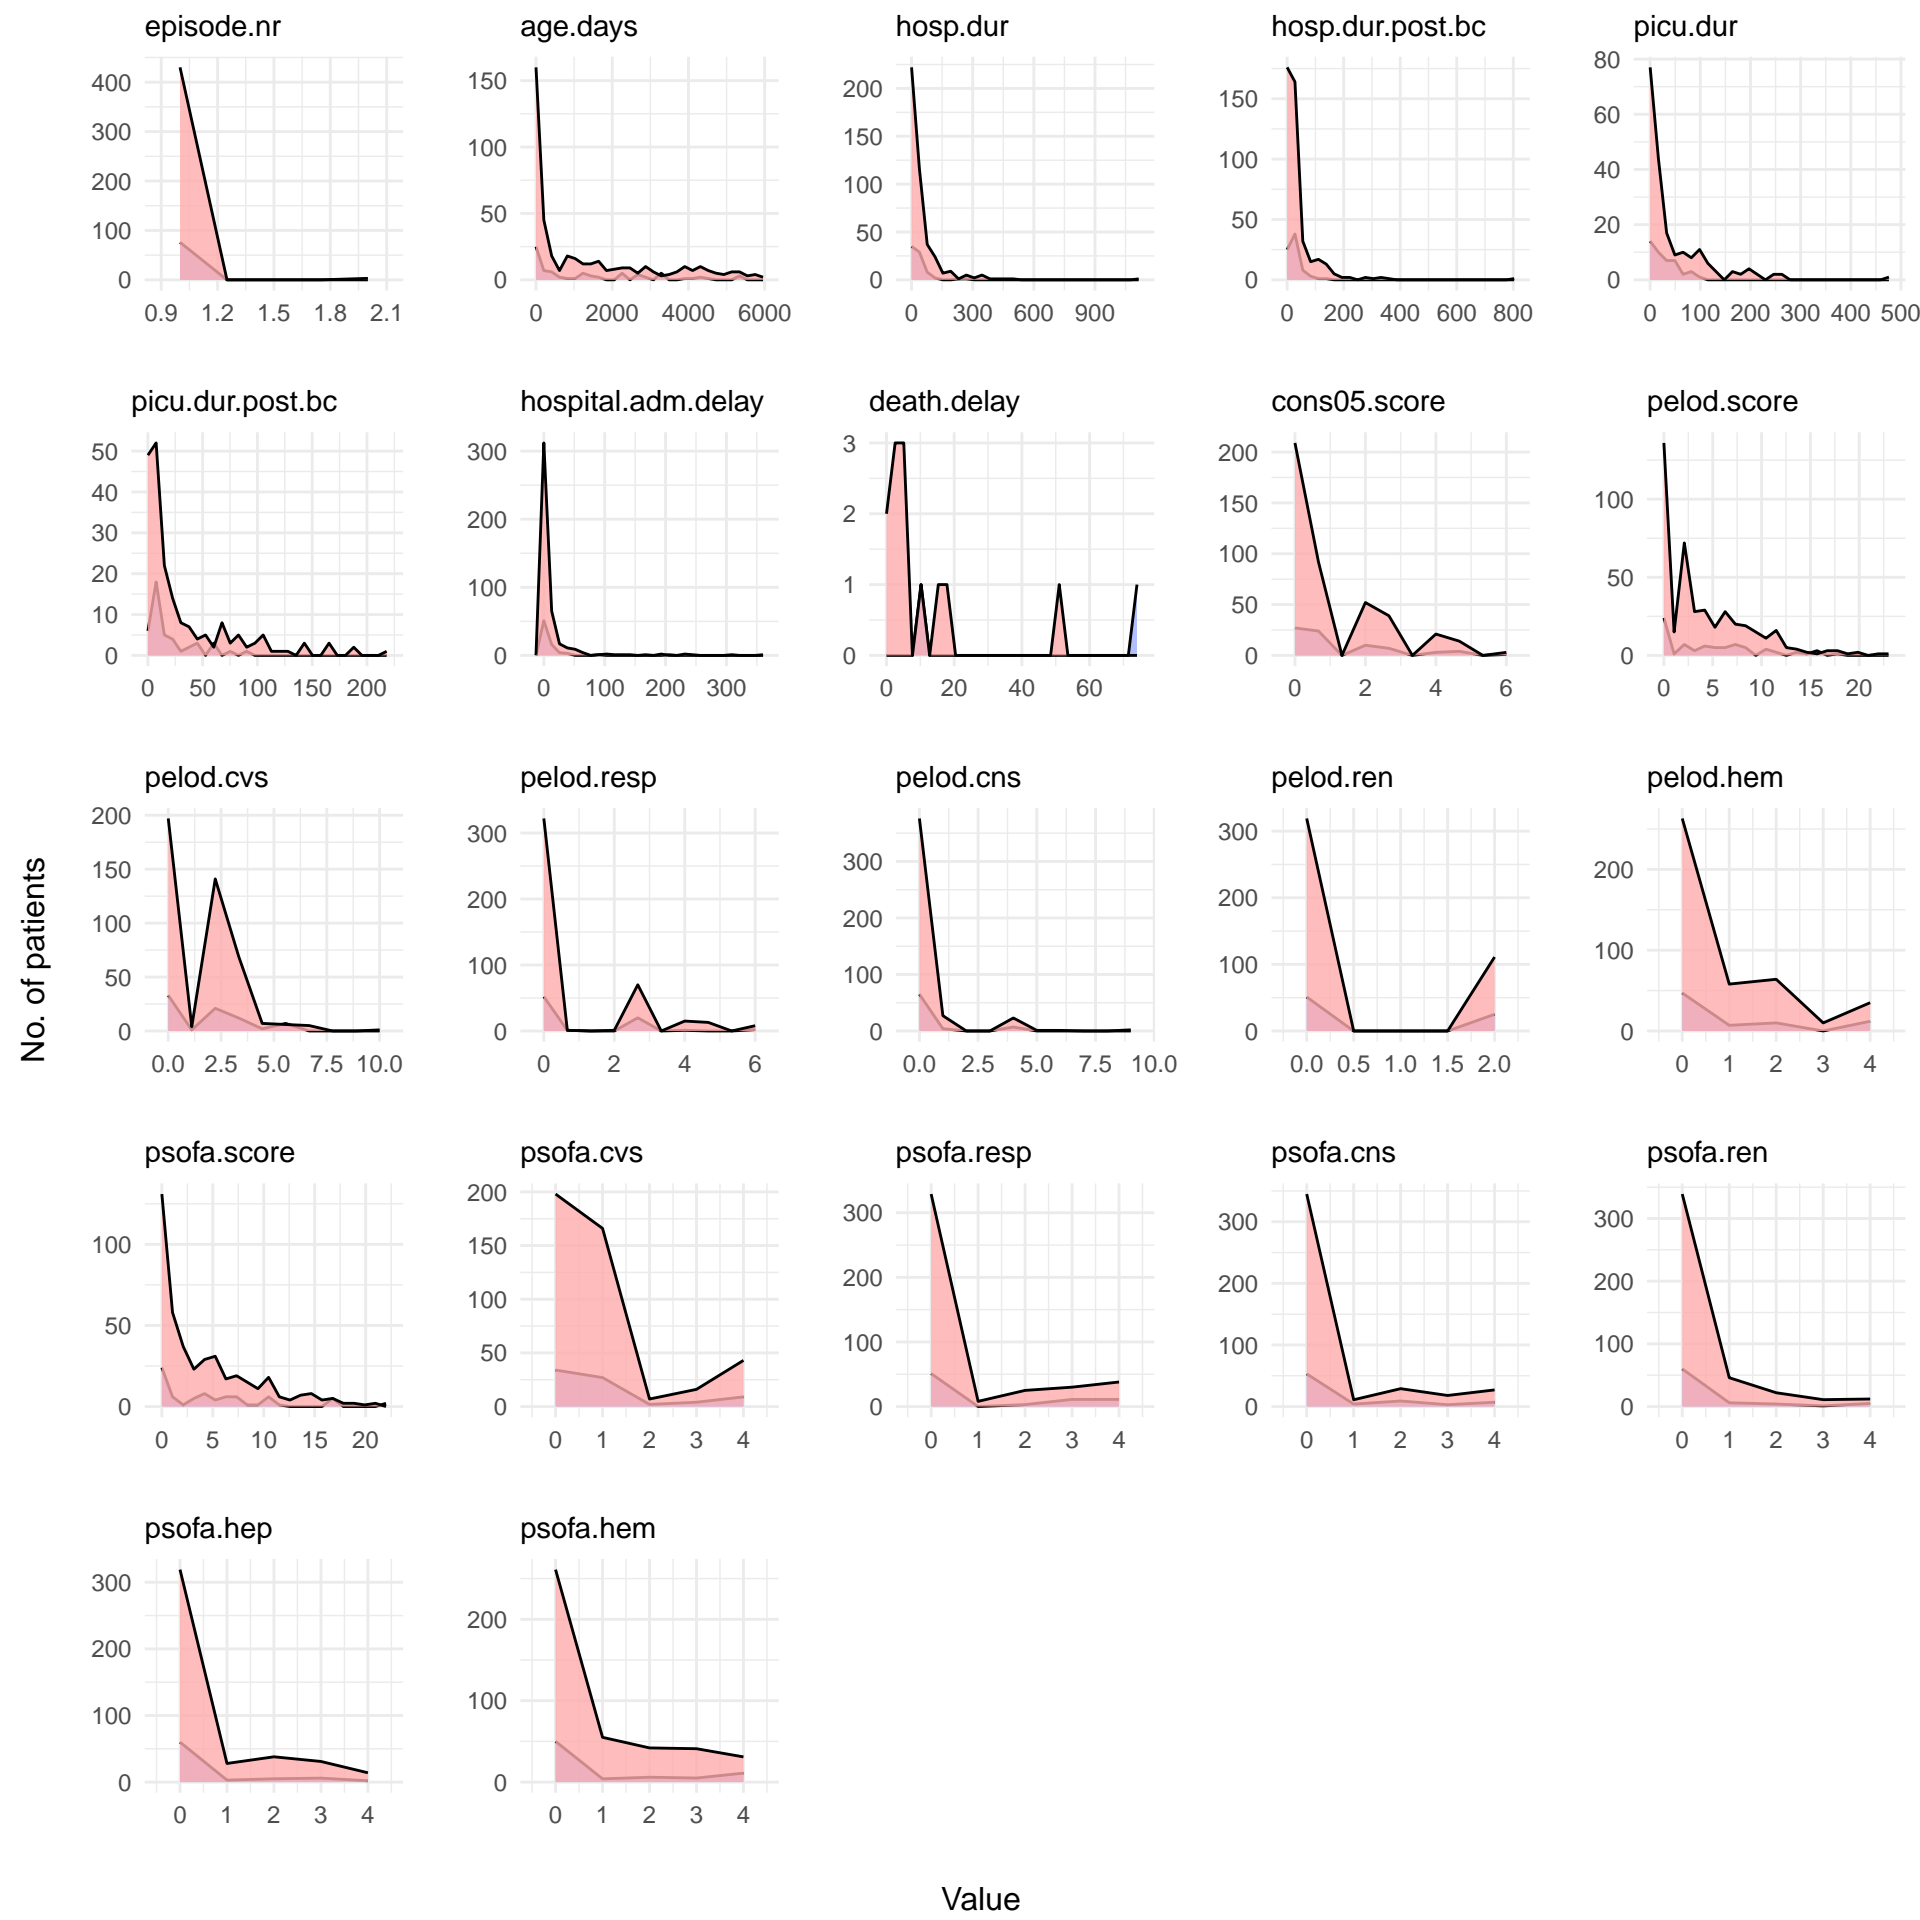 episode.nr age.days hosp.dur hosp.dur.post.bc picu.dur
400 300 200 100 0
0.9 1.2 1.5 1.8 2.1
150 100 50 0
0 2000 4000 6000
200 150 100 50 0
0 300 600 900
150 100 50 0
0 200 400 600 800
80 60 40 20 0
0 100 200 300 400 500
picu.dur.post.bc hospital.adm.delay death.delay cons05.score pelod.score
50 40 30 20 10 0
0 50 100 150 200
300 200 100 0
0 100 200 300
3 2 1 0
0 20 40 60
200 150 100 50 0
0 2 4 6
100 50 0
0 5 10 15 20
pelod.cvs pelod.resp pelod.cns pelod.ren pelod.hem
200 150 100 50 0
0.0 2.5 5.0 7.5 10.0
300 200 100 0
0 2 4 6
300 200 100 0
0.0 2.5 5.0 7.5 10.0
300 200 100 0
0.0 0.5 1.0 1.5 2.0
200 100 0
0 1 2 3 4
No. of patients
psofa.score psofa.cvs psofa.resp psofa.cns psofa.ren
100 50 0
0 5 10 15 20
200 150 100 50 0
0 1 2 3 4
300 200 100 0
0 1 2 3 4
300 200 100 0
0 1 2 3 4
300 200 100 0
0 1 2 3 4
psofa.hep psofa.hem
300 200 100 0
0 1 2 3 4
200 100 0
0 1 2 3 4
Value